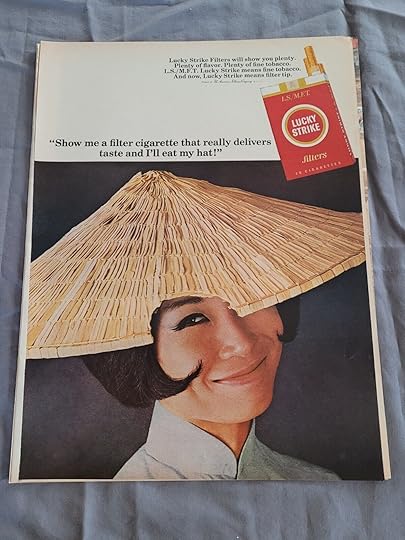 Lucky Strike Filters will show you plenty.
Plenty of flavor. Plenty of fine tobacco.
L.S./M.F.T. Lucky Strike means fine tobacco.
And now, Lucky Strike means filter tip.
L.S./M.F.T.
LUCKY
STRIKE
filters
20 CIGARETTES
"Show me a filter cigarette that really delivers
taste and I'll eat my hat!"